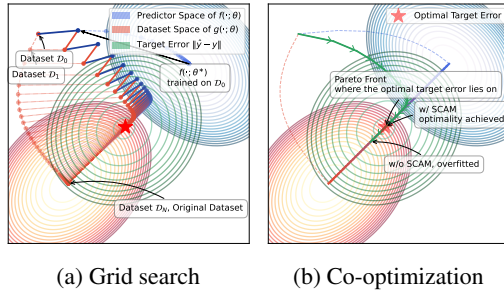 Predictor Space of f(·; θ)
Dataset Space of g(·; θ)
Target Error ‖ŷ − y‖
Dataset 𝒟₀
Dataset 𝒟₁
f(·; θ*)
trained on 𝒟₀
Dataset 𝒟_N, Original Dataset
(a) Grid search
Optimal Target Error
Pareto Front
where the optimal target error lies on
w/ SCAM
optimality achieved
w/o SCAM, overfitted
(b) Co-optimization